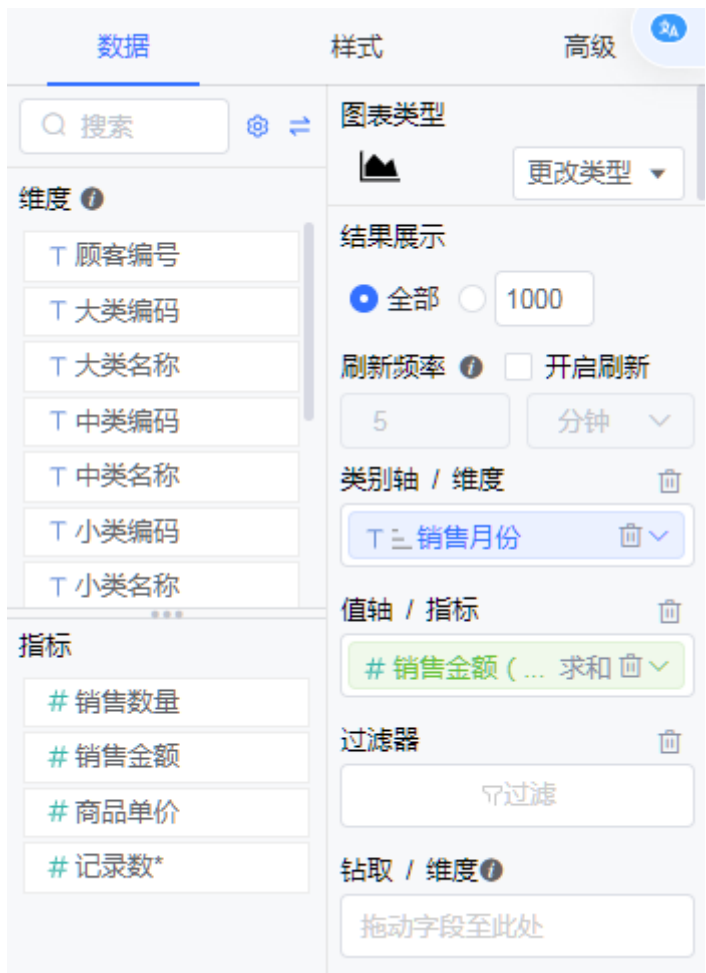 数据
样式
高级
搜索
维度
T 顾客编号
T 大类编码
T 大类名称
T 中类编码
T 中类名称
T 小类编码
T 小类名称
指标
# 销售数量
# 销售金额
# 商品单价
# 记录数*
图表类型
更改类型
结果展示
全部
1000
刷新频率
开启刷新
5
分钟
类别轴 / 维度
T 销售月份
值轴 / 指标
# 销售金额 ( ... 求和
过滤器
过滤
钻取 / 维度
拖动字段至此处